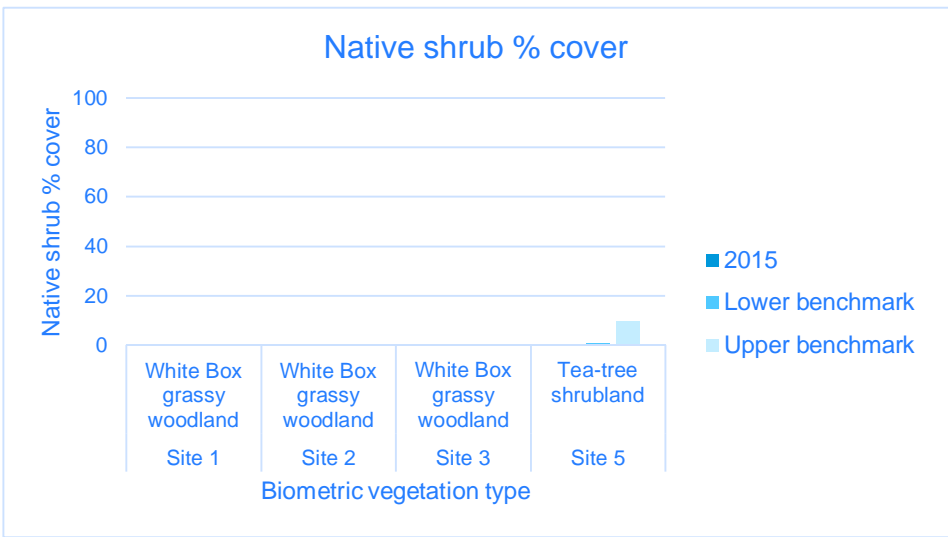 Native shrub % cover
Native shrub % cover
100
80
60
40
20
0
White Box grassy woodland
White Box grassy woodland
White Box grassy woodland
Tea-tree shrubland
Site 1
Site 2
Site 3
Site 5
Biometric vegetation type
2015
Lower benchmark
Upper benchmark